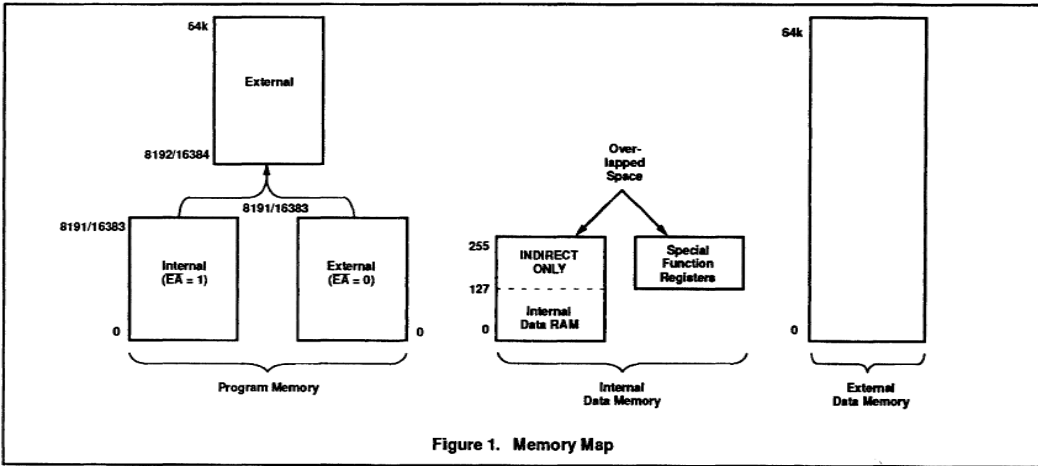 64k
External
8192/16384
8191/16383
8191/16383
Internal
(E̅A̅ = 1)
External
(E̅A̅ = 0)
0
0
Program Memory
Over-
lapped
Space
255
INDIRECT
ONLY
127
Internal
Data RAM
0
Special
Function
Registers
Internal
Data Memory
64k
0
External
Data Memory
Figure 1. Memory Map